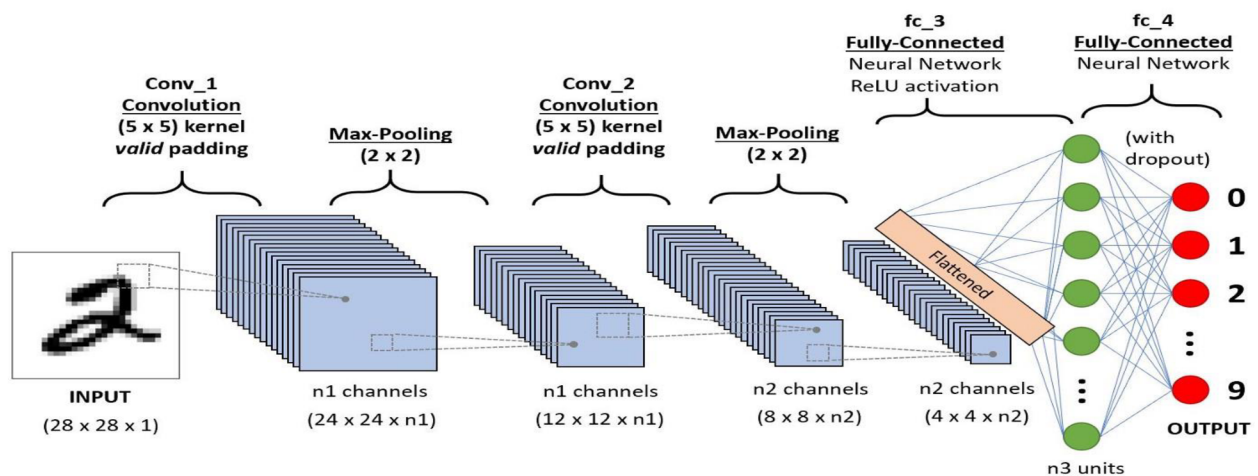 fc_3
Fully-Connected
Neural Network
ReLU activation
fc_4
Fully-Connected
Neural Network
Conv_1
Convolution
(5 x 5) kernel
valid padding
Max-Pooling
(2 x 2)
Conv_2
Convolution
(5 x 5) kernel
valid padding
Max-Pooling
(2 x 2)
(with
dropout)
2
Flattened
0
1
2
9
INPUT
(28 x 28 x 1)
n1 channels
(24 x 24 x n1)
n1 channels
(12 x 12 x n1)
n2 channels
(8 x 8 x n2)
n2 channels
(4 x 4 x n2)
OUTPUT
n3 units